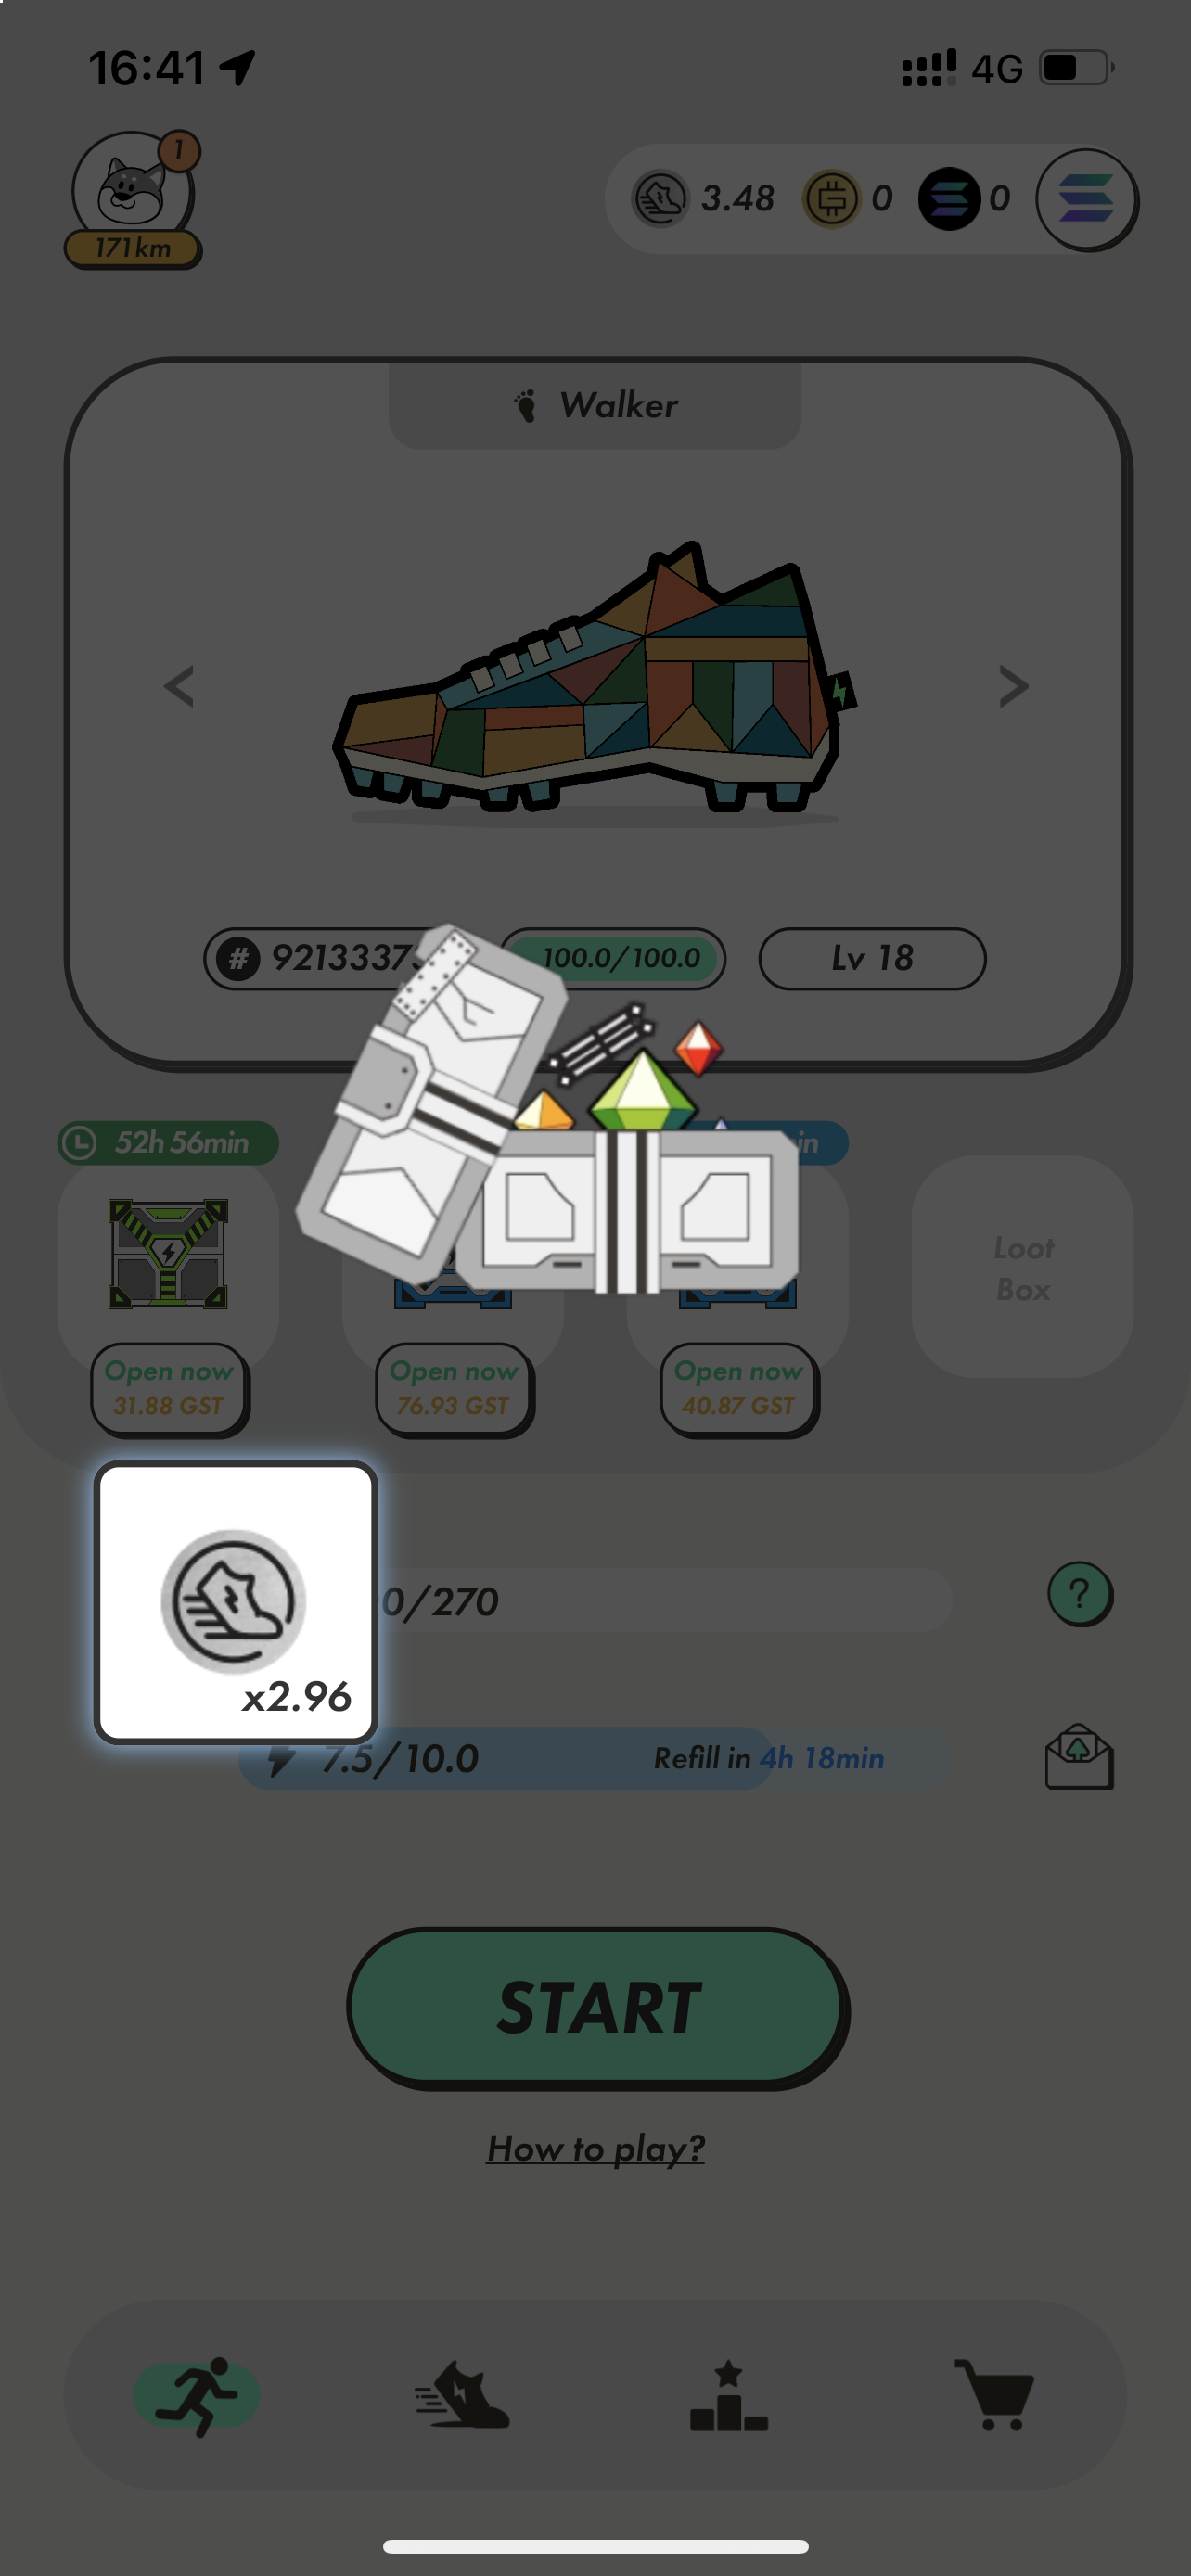 16:41
4G
1
171km
3.48
0
0
Walker
<
>
# 92133373
100.0/100.0
Lv 18
52h 56min
in
Loot
Box
Open now
31.88 GST
Open now
76.93 GST
Open now
40.87 GST
0/270
?
x2.96
7.5/10.0
Refill in 4h 18min
START
How to play?